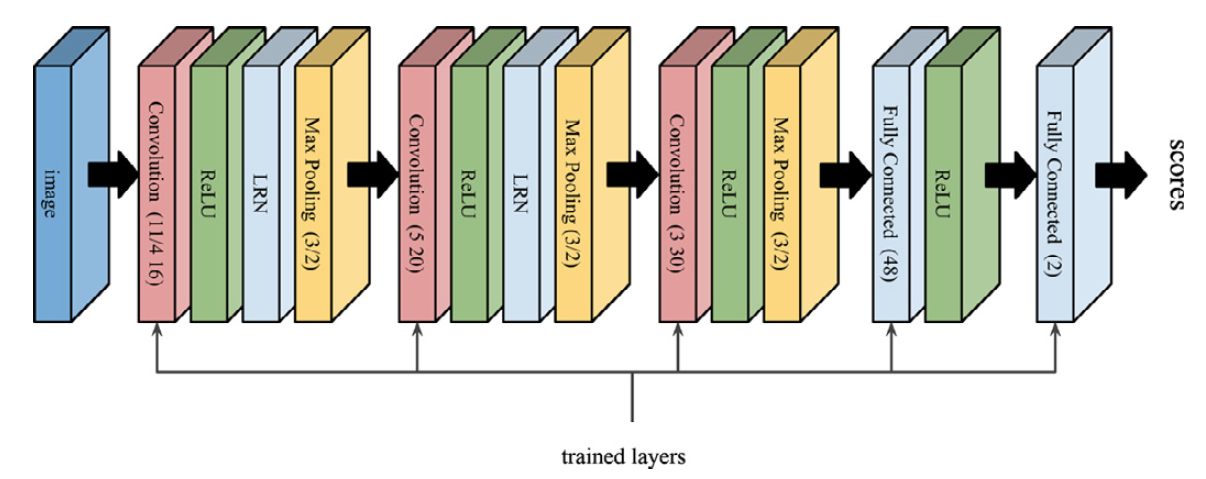 image
Convolution (11/4 16)
ReLU
LRN
Max Pooling (3/2)
Convolution (5 20)
ReLU
LRN
Max Pooling (3/2)
Convolution (3 30)
ReLU
Max Pooling (3/2)
Fully Connected (48)
ReLU
Fully Connected (2)
scores
trained layers